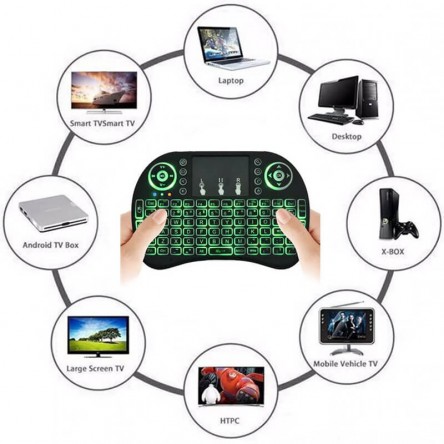 Laptop
Smart TVSmart TV
Desktop
Android TV Box
X-BOX
Large Screen TV
Mobile Vehicle TV
HTPC